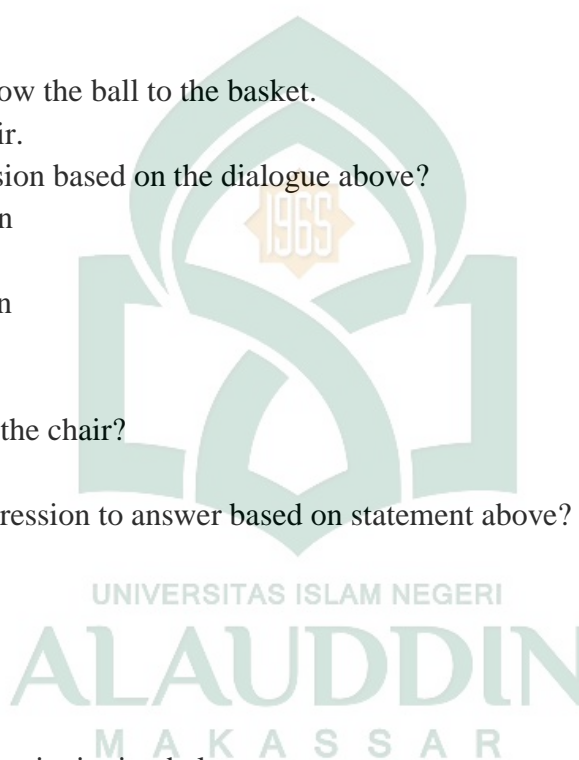 ow the ball to the basket.
ir.
sion based on the dialogue above?
n
1965
n
the chair?
ression to answer based on statement above?
UNIVERSITAS ISLAM NEGERI
ALAUDDIN
MAKASSAR